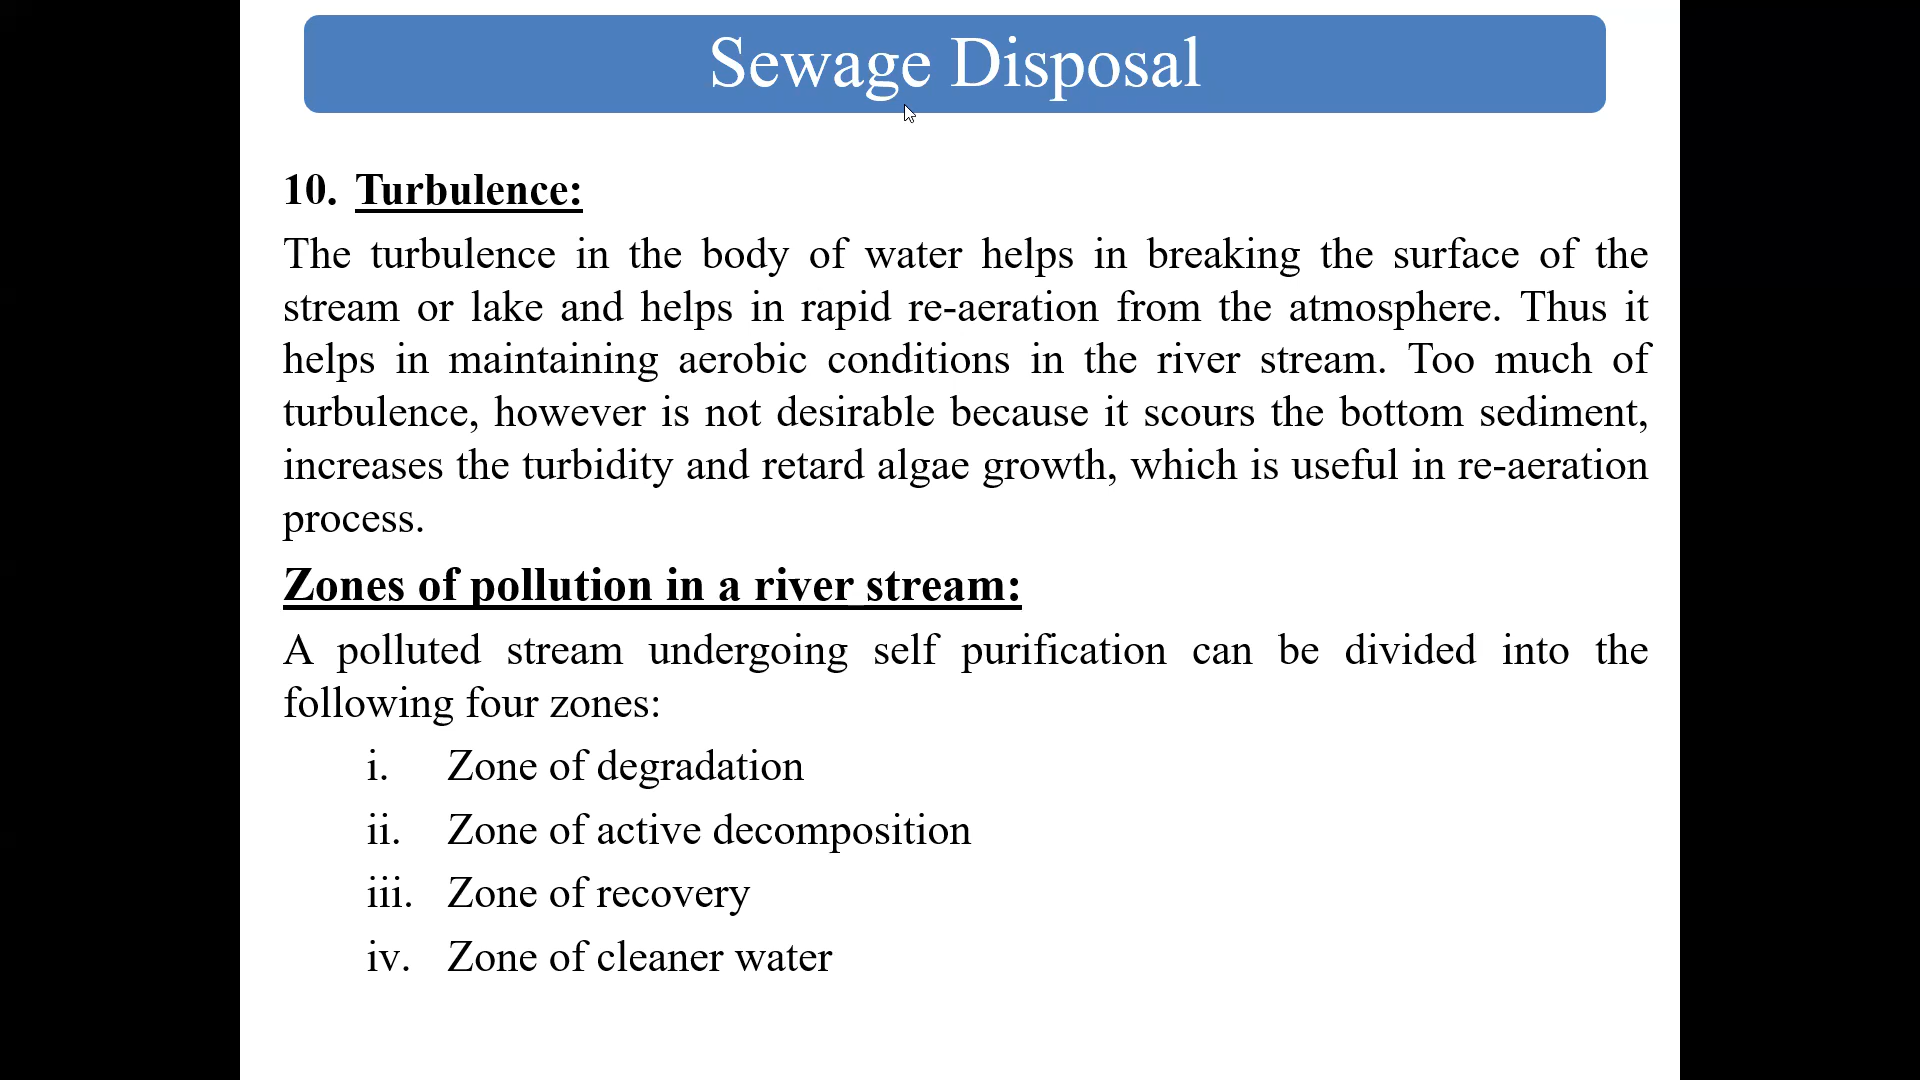 Sewage Disposal
10. Turbulence:
The turbulence in the body of water helps in breaking the surface of the
stream or lake and helps in rapid re-aeration from the atmosphere. Thus it
helps in maintaining aerobic conditions in the river stream. Too much of
turbulence, however is not desirable because it scours the bottom sediment,
increases the turbidity and retard algae growth, which is useful in re-aeration
process.
Zones of pollution in a river stream:
A polluted stream undergoing self purification can be divided into the
following four zones:
i. Zone of degradation
ii. Zone of active decomposition
iii. Zone of recovery
iv. Zone of cleaner water